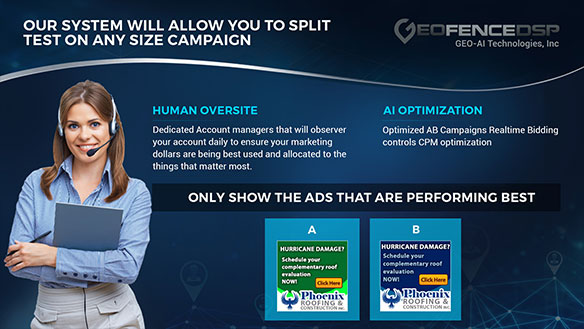 OUR SYSTEM WILL ALLOW YOU TO SPLIT
TEST ON ANY SIZE CAMPAIGN
GEOFENCEDSP
GEO-AI Technologies, Inc
HUMAN OVERSITE
Dedicated Account managers that will observer
your account daily to ensure your marketing
dollars are being best used and allocated to the
things that matter most.
AI OPTIMIZATION
Optimized AB Campaigns Realtime Bidding
controls CPM optimization
ONLY SHOW THE ADS THAT ARE PERFORMING BEST
A
HURRICANE DAMAGE?
Schedule your
complementary roof
evaluation
NOW!
Click Here
Phoenix
ROOFING &
CONSTRUCTION INC.
B
HURRICANE DAMAGE?
Schedule your
complementary roof
evaluation
NOW!
Click Here
Phoenix
ROOFING &
CONSTRUCTION INC.